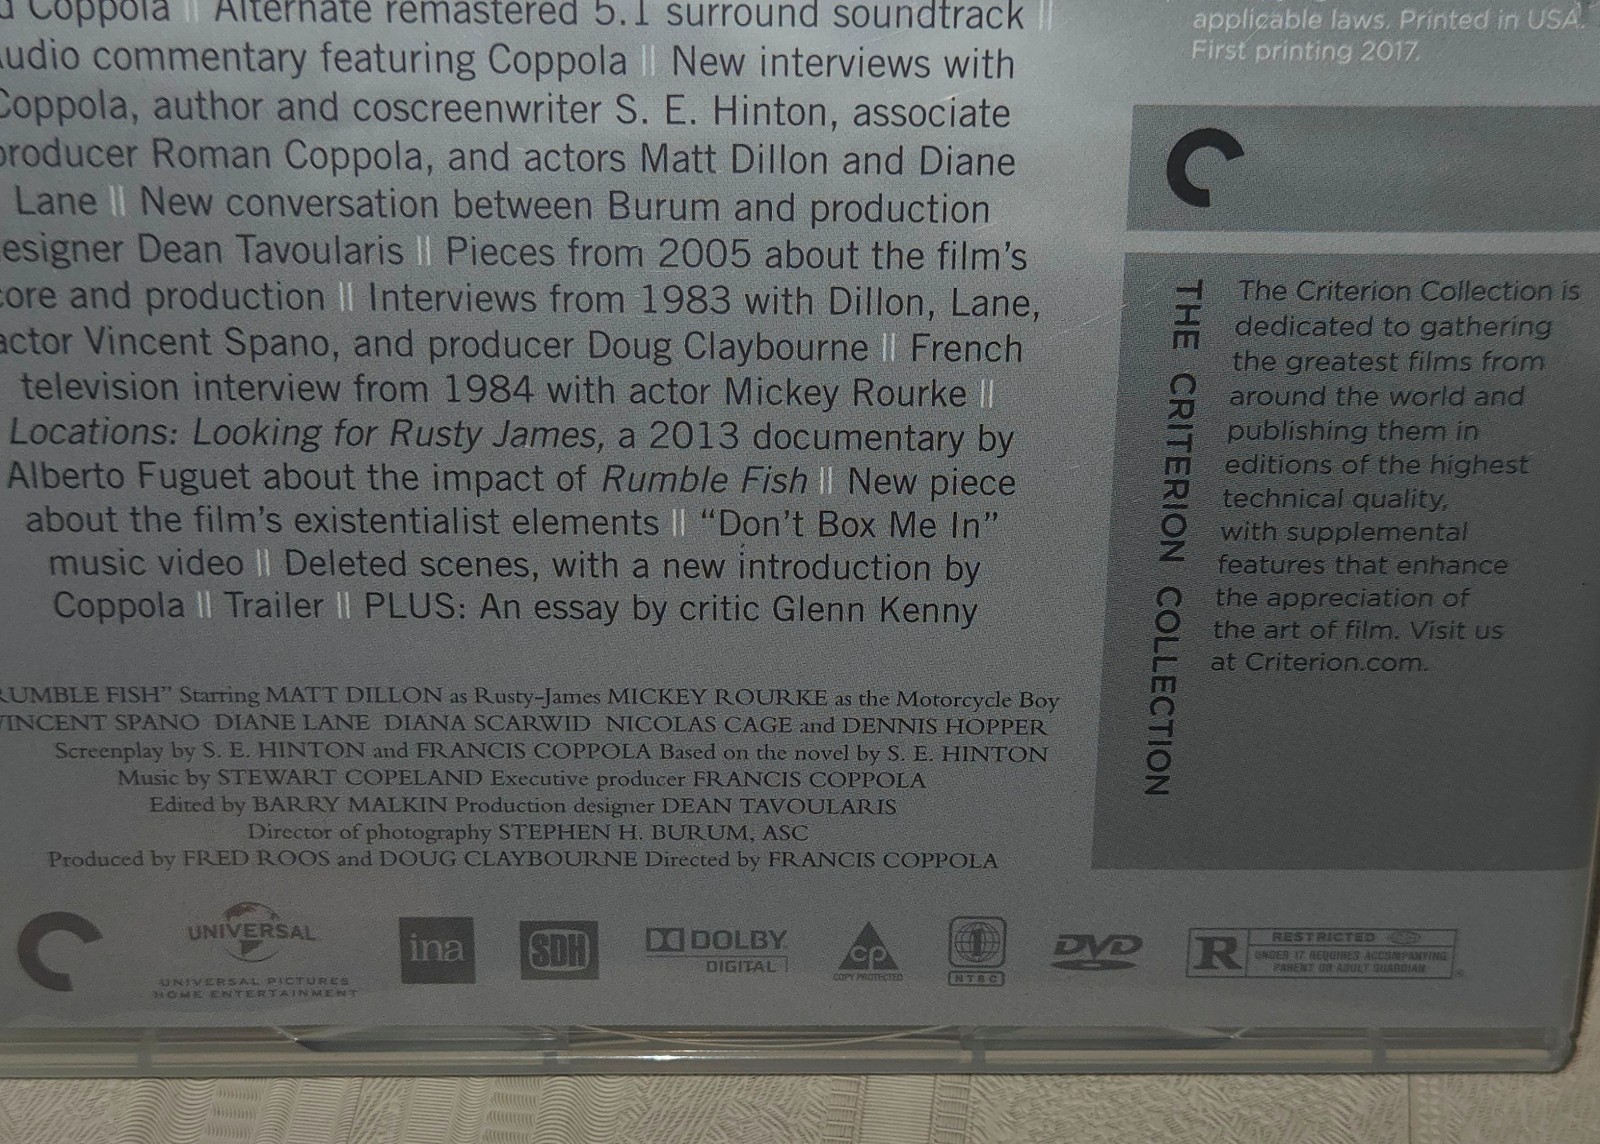 Coppola || Alternate remastered 5.1 surround soundtrack ||
udio commentary featuring Coppola || New interviews with
Coppola, author and coscreenwriter S. E. Hinton, associate
producer Roman Coppola, and actors Matt Dillon and Diane
Lane || New conversation between Burum and production
esigner Dean Tavoularis || Pieces from 2005 about the film's
core and production || Interviews from 1983 with Dillon, Lane,
actor Vincent Spano, and producer Doug Claybourne || French
television interview from 1984 with actor Mickey Rourke ||
Locations: Looking for Rusty James, a 2013 documentary by
Alberto Fuguet about the impact of Rumble Fish || New piece
about the film's existentialist elements || “Don't Box Me In”
music video || Deleted scenes, with a new introduction by
Coppola || Trailer || PLUS: An essay by critic Glenn Kenny
RUMBLE FISH” Starring MATT DILLON as Rusty-James MICKEY ROURKE as the Motorcycle Boy
VINCENT SPANO DIANE LANE DIANA SCARWID NICOLAS CAGE and DENNIS HOPPER
Screenplay by S. E. HINTON and FRANCIS COPPOLA Based on the novel by S. E. HINTON
Music by STEWART COPELAND Executive producer FRANCIS COPPOLA
Edited by BARRY MALKIN Production designer DEAN TAVOULARIS
Director of photography STEPHEN H. BURUM, ASC
Produced by FRED ROOS and DOUG CLAYBOURNE Directed by FRANCIS COPPOLA
applicable laws. Printed in USA.
First printing 2017.
THE CRITERION COLLECTION
The Criterion Collection is
dedicated to gathering
the greatest films from
around the world and
publishing them in
editions of the highest
technical quality,
with supplemental
features that enhance
the appreciation of
the art of film. Visit us
at Criterion.com.
UNIVERSAL
UNIVERSAL PICTURES
HOME ENTERTAINMENT
ina
SDH
DOLBY
DIGITAL
cp
COPY PROTECTED
NTSC
DVD
R
RESTRICTED
UNDER 17 REQUIRES ACCOMPANYING
PARENT OR ADULT GUARDIAN